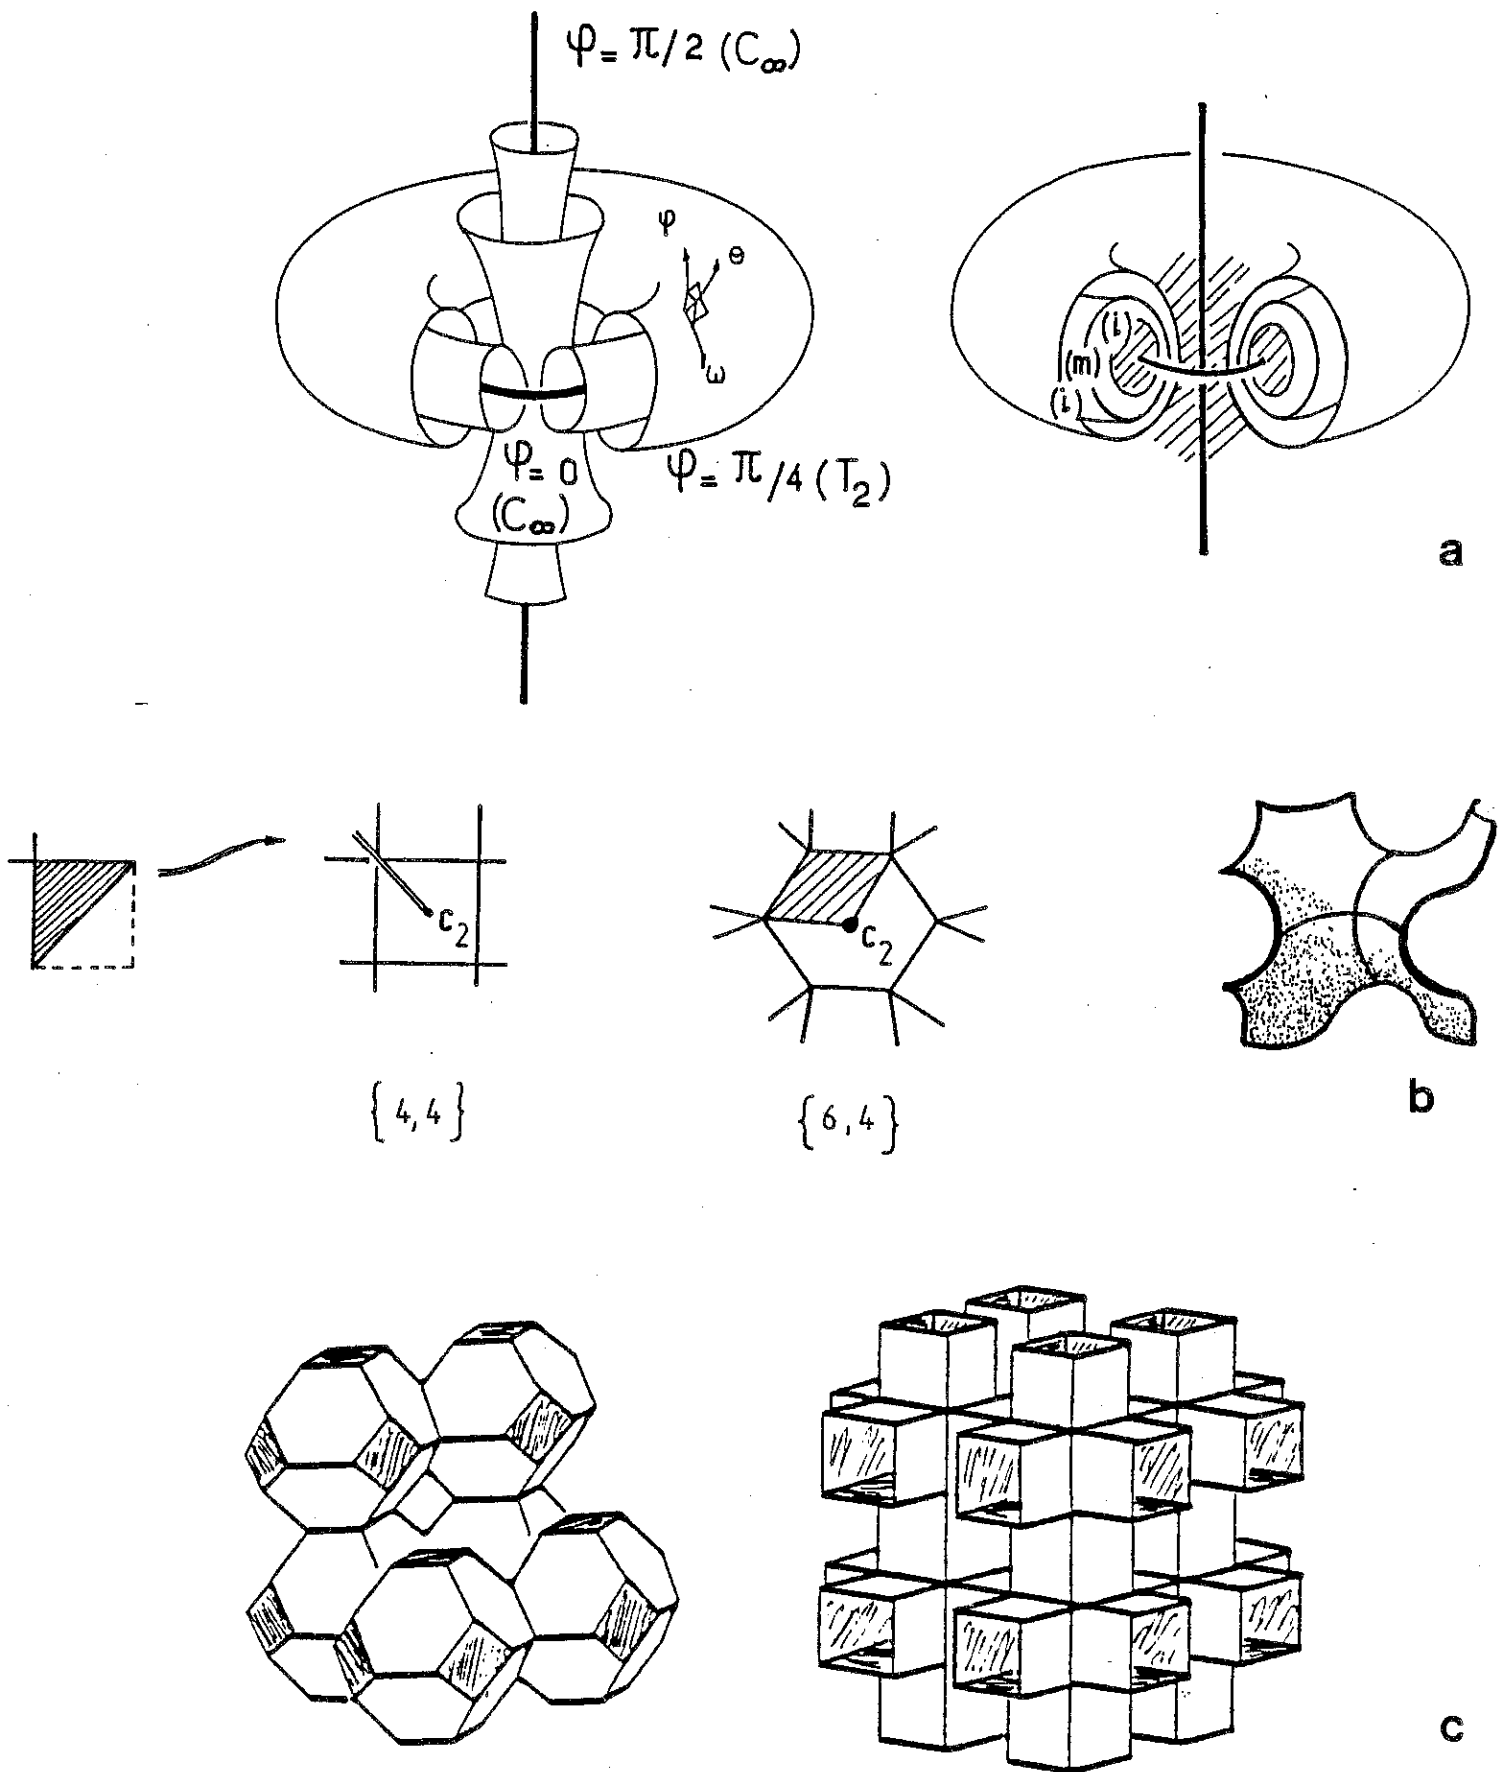 φ = π/2 (C∞)
φ
θ
ω
φ = 0
(C∞)
φ = π/4 (T₂)
(i)
(m)
(i)
a
c₂
{4,4}
c₂
{6,4}
b
c